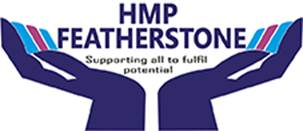 HMP
FEATHERSTONE
Supporting all to fulfil
potential